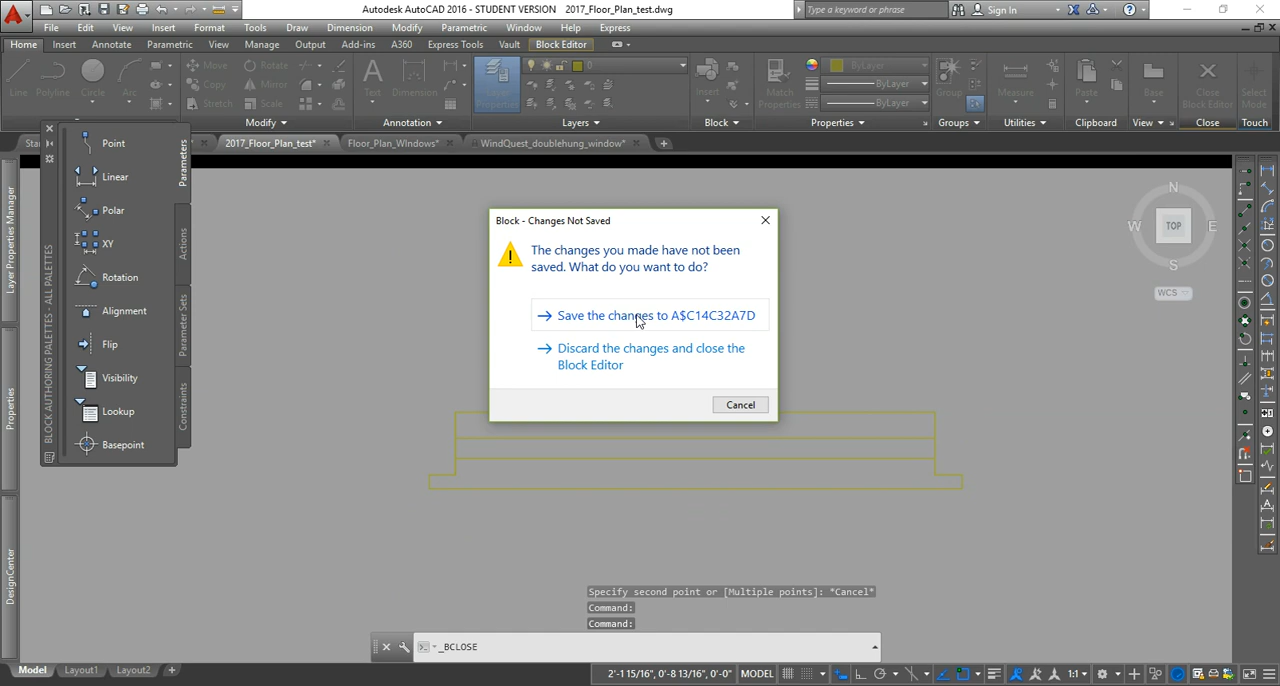 Autodesk AutoCAD 2016 - STUDENT VERSION 2017_Floor_Plan_test.dwg
Type a keyword or phrase
Sign In
File Edit View Insert Format Tools Draw Dimension Modify Parametric Window Help Express
Home Insert Annotate Parametric View Manage Output Add-ins A360 Express Tools Vault Block Editor
Line Polyline Circle Arc
Move Rotate
Copy Mirror
Stretch Scale
Text Dimension
Layer Properties
0
Insert
Match Properties
ByLayer
ByLayer
ByLayer
Group
Measure
Paste
Base
Close Block Editor
Select Mode
Modify Annotation Layers Block Properties Groups Utilities Clipboard View Close Touch
2017_Floor_Plan_test* Floor_Plan_WIndows* WindQuest_doublehung_window*
Layer Properties Manager
Properties
DesignCenter
BLOCK AUTHORING PALETTES - ALL PALETTES
Point
Linear
Polar
XY
Rotation
Alignment
Flip
Visibility
Lookup
Basepoint
Parameters
Actions
Parameter Sets
Constraints
N
W TOP E
S
WCS
Block - Changes Not Saved
The changes you made have not been
saved. What do you want to do?
Save the changes to A$C14C32A7D
Discard the changes and close the
Block Editor
Cancel
Specify second point or [Multiple points]: *Cancel*
Command:
Command:
_BCLOSE
Model Layout1 Layout2 +
2'-1 15/16", 0'-8 13/16", 0'-0" MODEL 1:1